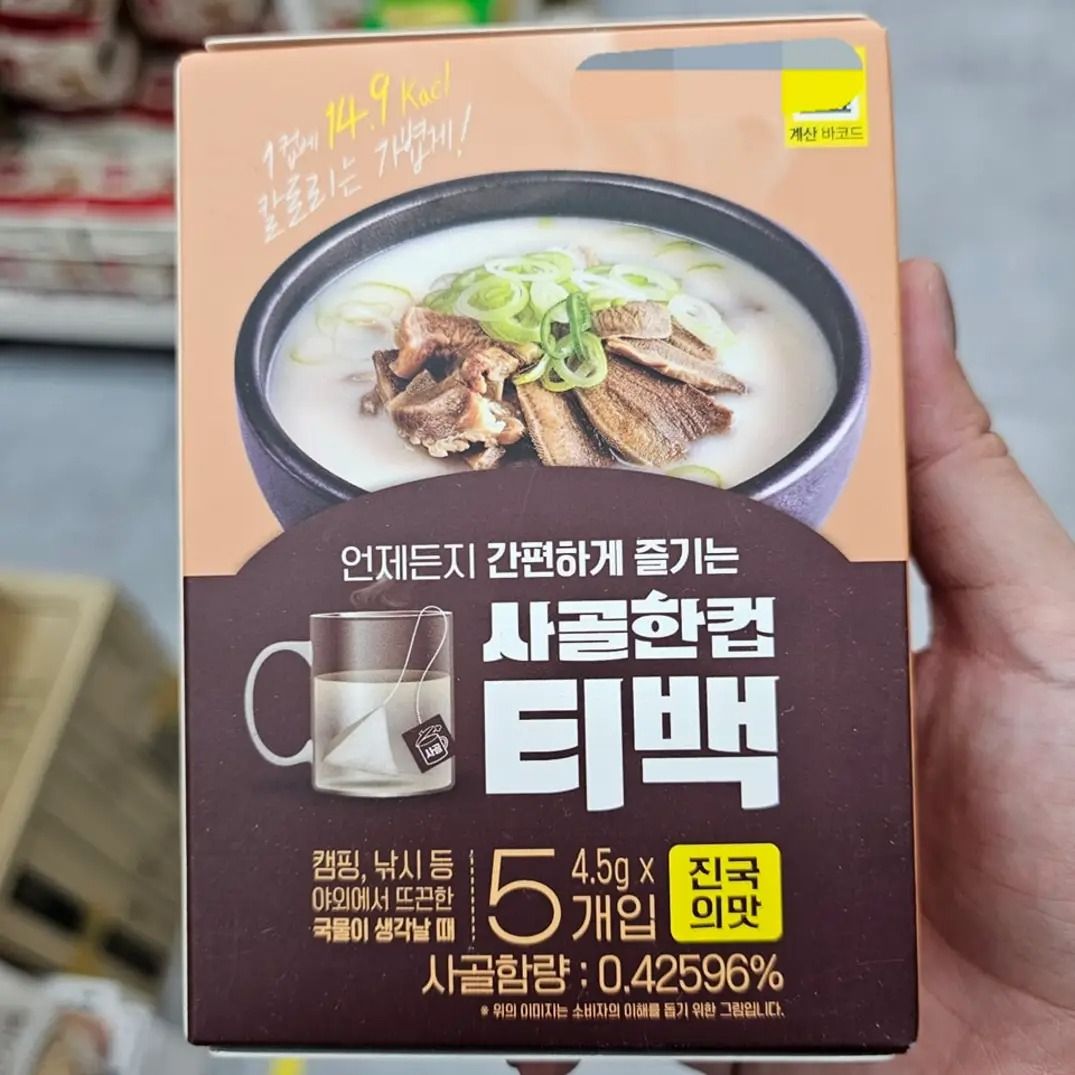 1컵에 14.9 Kacl
칼로리는 가볍게!
계산 바코드
언제든지 간편하게 즐기는
사골한컵
티백
사골
캠핑, 낚시 등
야외에서 뜨끈한
국물이 생각날 때
5
4.5g x
개입
진국
의맛
사골함량 : 0.42596%
※ 위의 이미지는 소비자의 이해를 돕기 위한 그림입니다.